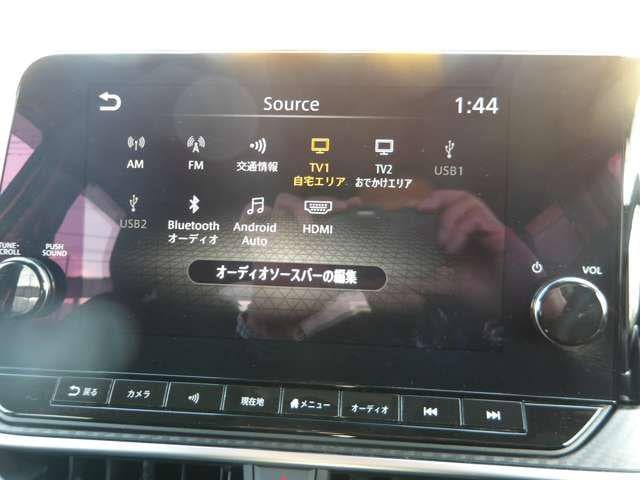 Source
1:44
AM
FM
交通情報
TV1
自宅エリア
TV2
おでかけエリア
USB1
USB2
Bluetooth
オーディオ
Android
Auto
HDMI
TUNE-
SCROLL
PUSH
SOUND
VOL
オーディオソースバーの編集
戻る
カメラ
現在地
メニュー
オーディオ